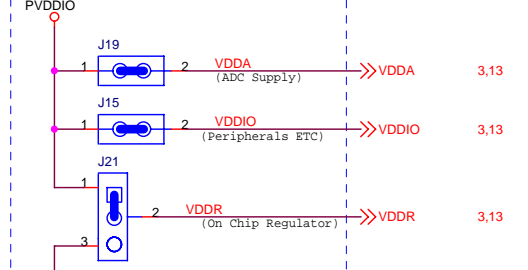 PVDDIO
J19
1 2 VDDA VDDA 3,13
(ADC Supply)
J15
1 2 VDDIO VDDIO 3,13
(Peripherals ETC)
J21
1
2 VDDR VDDR 3,13
(On Chip Regulator)
3